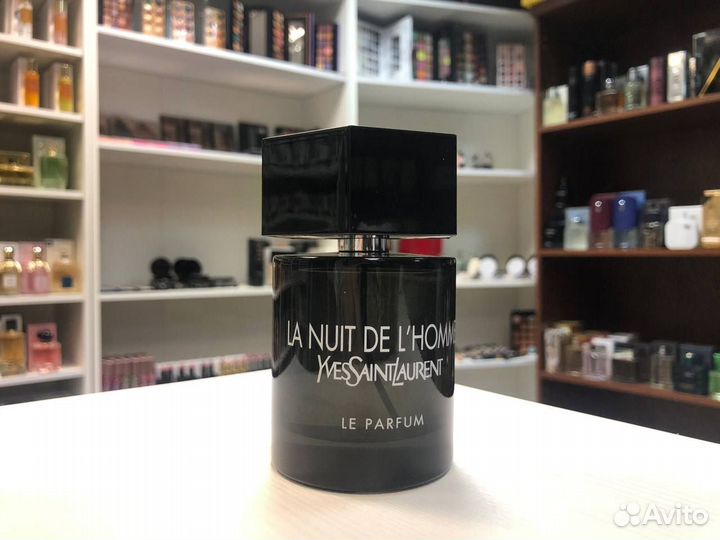 LA NUIT DE L'HOMME
YVESSAINTLAURENT
LE PARFUM
Avito